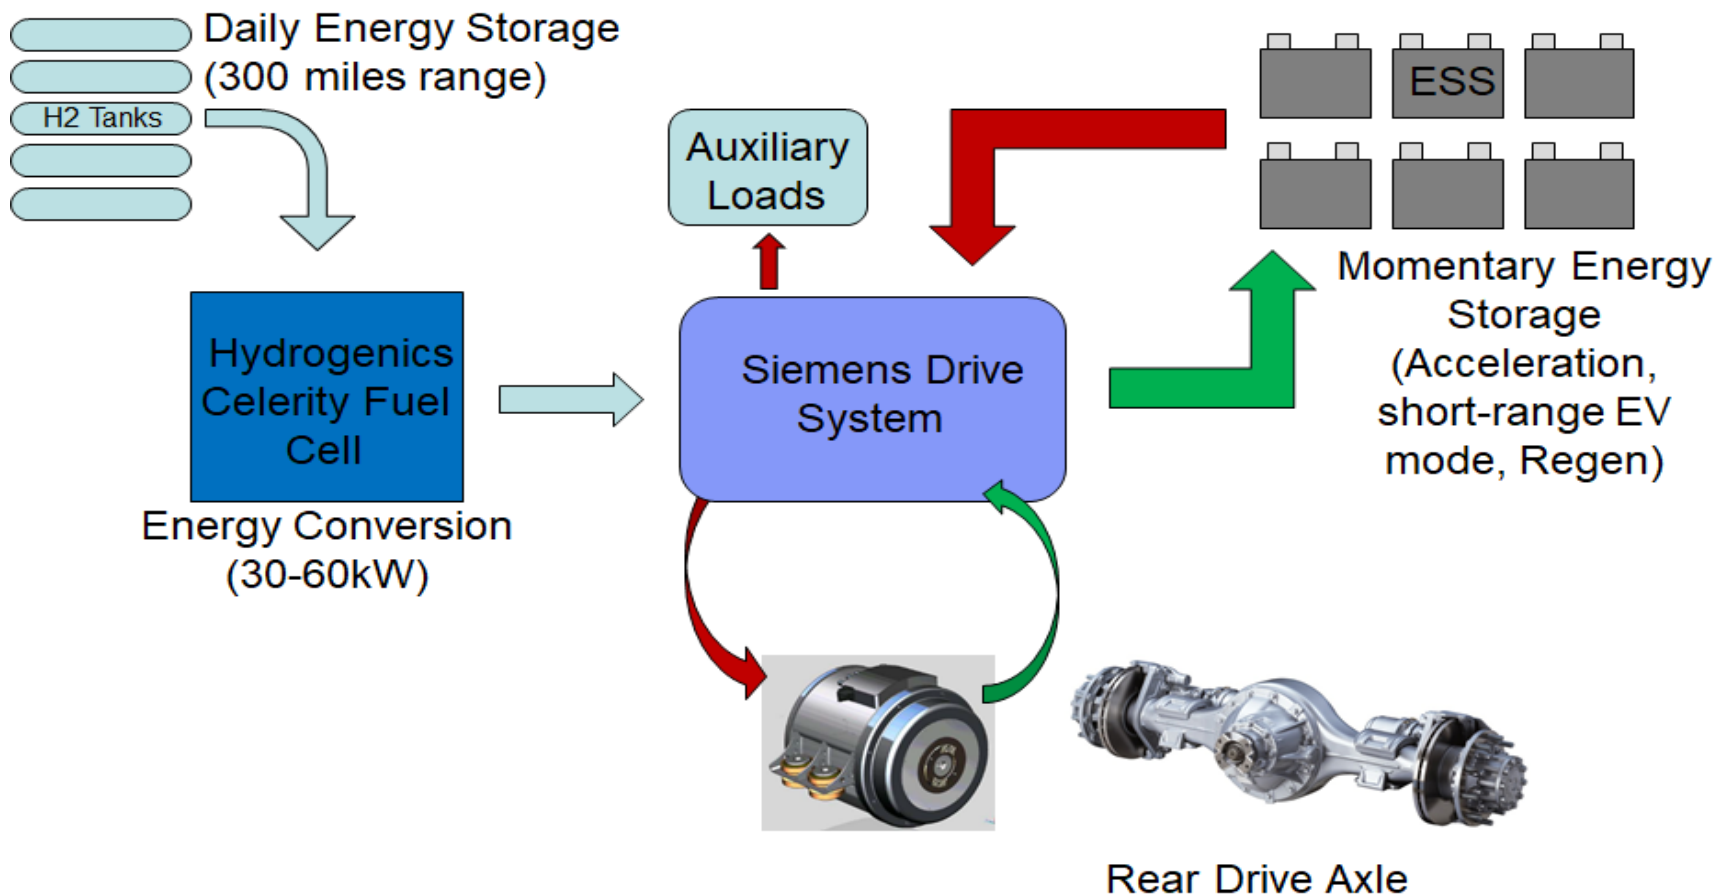 Daily Energy Storage
(300 miles range)
H2 Tanks
Auxiliary
Loads
ESS
Momentary Energy
Storage
(Acceleration,
short-range EV
mode, Regen)
Hydrogenics
Celerity Fuel
Cell
Energy Conversion
(30-60kW)
Siemens Drive
System
Rear Drive Axle